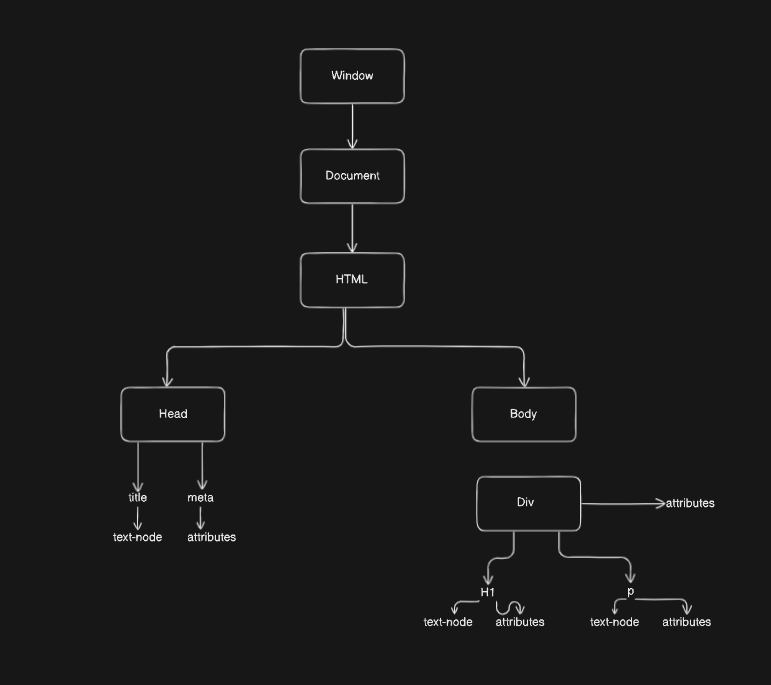 Window
Document
HTML
Head
Body
title
meta
text-node
attributes
Div
attributes
H1
p
text-node
attributes
text-node
attributes